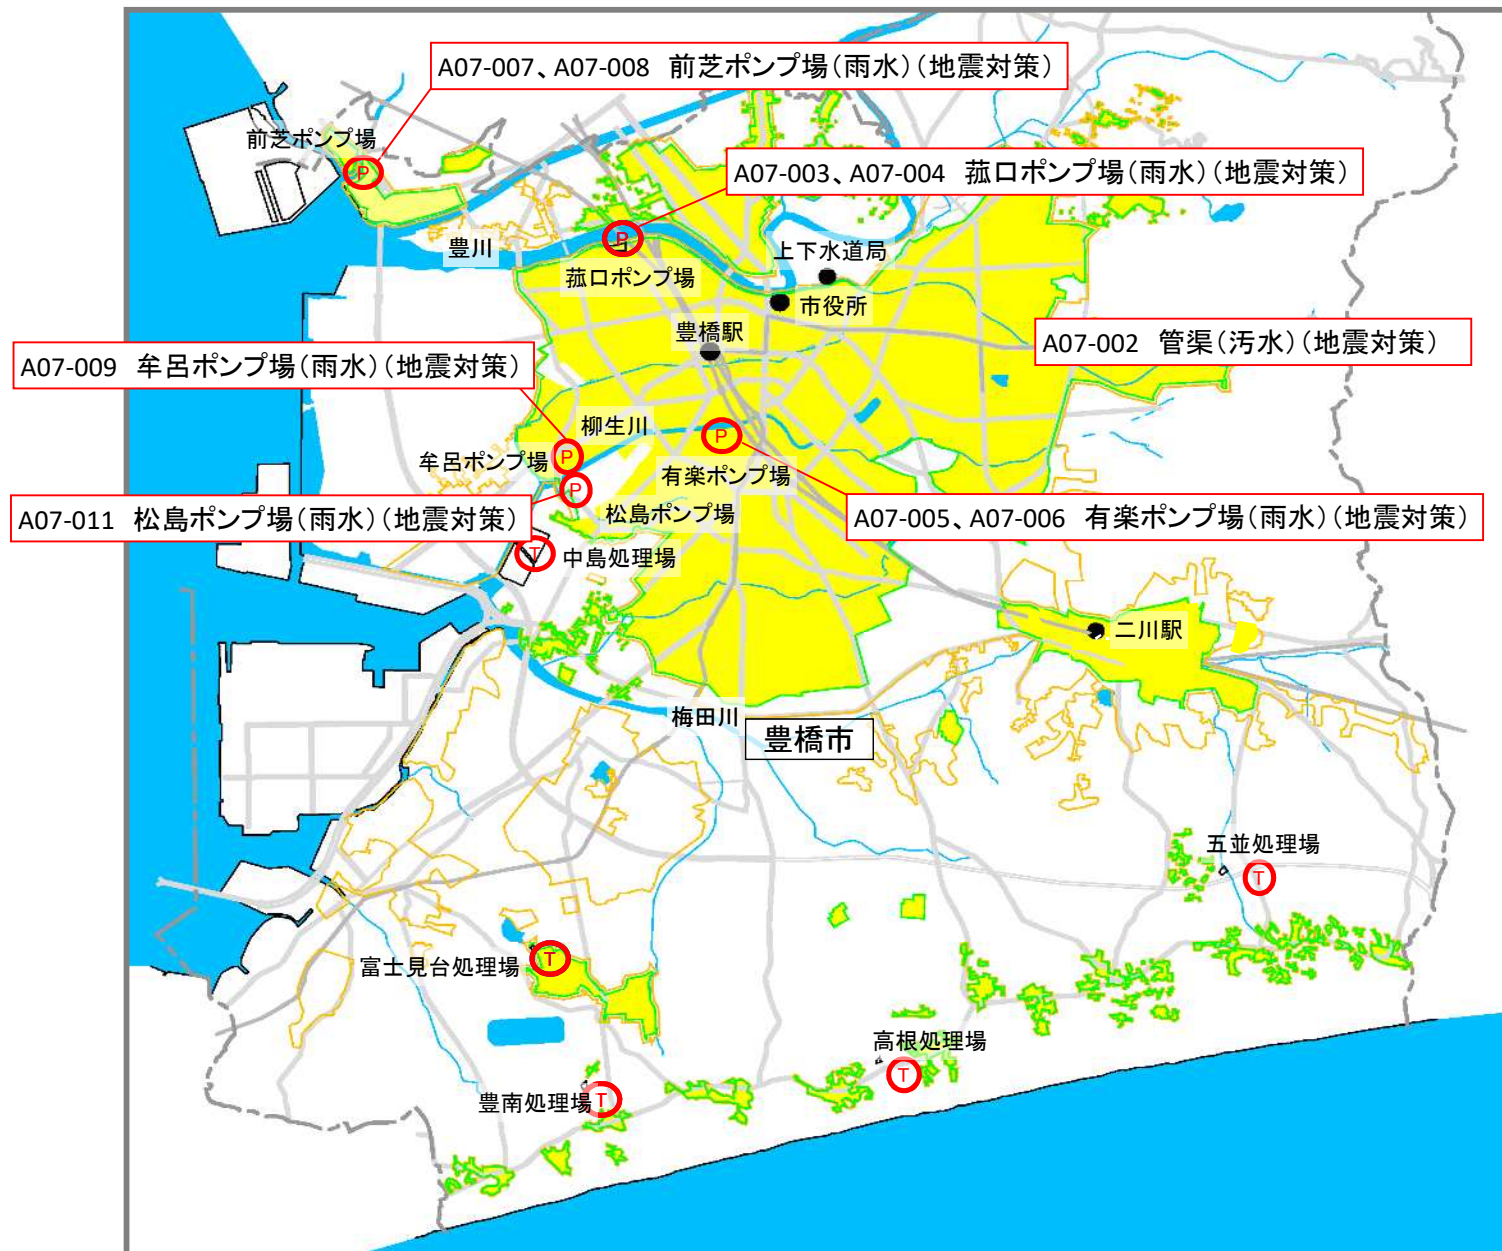 A07-007、A07-008 前芝ポンプ場(雨水)(地震対策)
前芝ポンプ場
P
A07-003、A07-004 菰口ポンプ場(雨水)(地震対策)
P
豊川
上下水道局
菰口ポンプ場
市役所
豊橋駅
A07-002 管渠(汚水)(地震対策)
A07-009 牟呂ポンプ場(雨水)(地震対策)
柳生川
P
牟呂ポンプ場
P
有楽ポンプ場
P
松島ポンプ場
A07-011 松島ポンプ場(雨水)(地震対策)
A07-005、A07-006 有楽ポンプ場(雨水)(地震対策)
T
中島処理場
二川駅
梅田川
豊橋市
五並処理場
T
富士見台処理場
T
高根処理場
T
豊南処理場
T